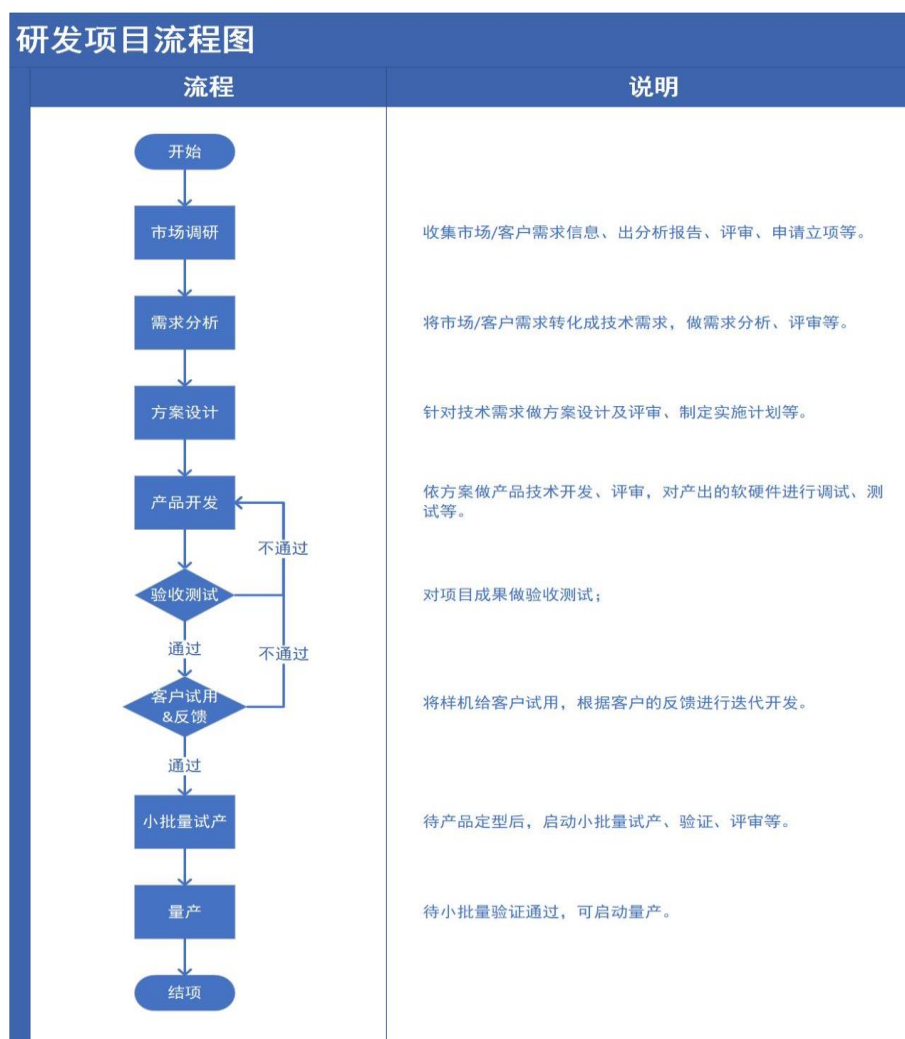 研发项目流程图
流程
说明
开始
市场调研
收集市场/客户需求信息、出分析报告、评审、申请立项等。
需求分析
将市场/客户需求转化成技术需求，做需求分析、评审等。
方案设计
针对技术需求做方案设计及评审、制定实施计划等。
产品开发
依方案做产品技术开发、评审，对产出的软硬件进行调试、测
试等。
不通过
验收测试
对项目成果做验收测试；
通过
不通过
客户试用
&反馈
将样机给客户试用，根据客户的反馈进行迭代开发。
通过
小批量试产
待产品定型后，启动小批量试产、验证、评审等。
量产
待小批量验证通过，可启动量产。
结项